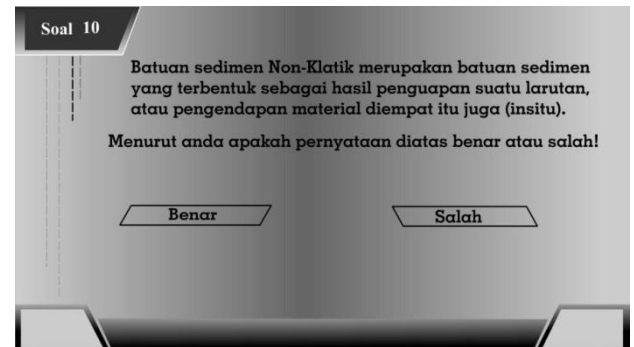 Soal 10
Batuan sedimen Non-Klatik merupakan batuan sedimen
yang terbentuk sebagai hasil penguapan suatu larutan,
atau pengendapan material diempat itu juga (insitu).
Menurut anda apakah pernyataan diatas benar atau salah!
Benar
Salah